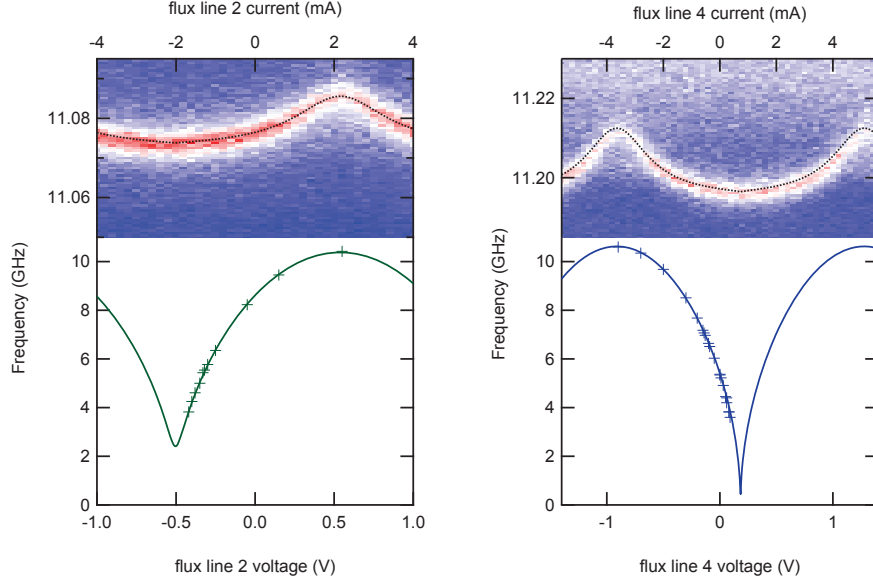 flux line 2 current (mA)
-4 -2 0 2 4
11.08
11.06
Frequency (GHz)
10
8
6
4
2
0
-1.0 -0.5 0.0 0.5 1.0
flux line 2 voltage (V)
flux line 4 current (mA)
-4 -2 0 2 4
11.22
11.20
Frequency (GHz)
10
8
6
4
2
0
-1 0 1
flux line 4 voltage (V)